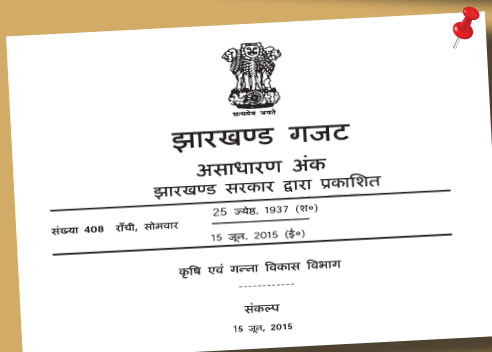 सत्यमेव जयते
झारखण्ड गजट
असाधारण अंक
झारखण्ड सरकार द्वारा प्रकाशित
25 ज्येष्ठ, 1937 (श०)
संख्या 408 राँची, सोमवार
15 जून, 2015 (ई०)
कृषि एवं गन्ना विकास विभाग
------------
संकल्प
15 जून, 2015